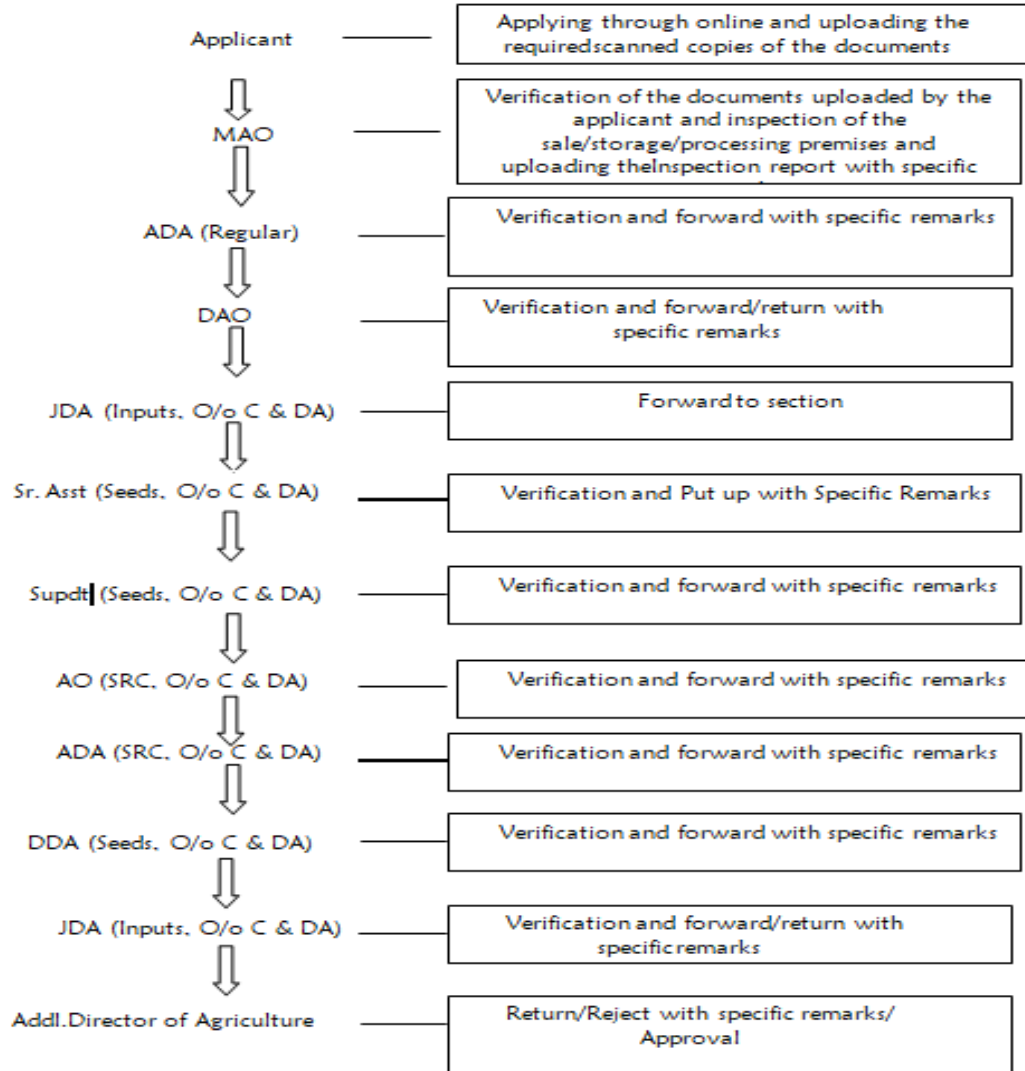 Applicant
Applying through online and uploading the
requiredscanned copies of the documents
MAO
Verification of the documents uploaded by the
applicant and inspection of the
sale/storage/processing premises and
uploading theInspection report with specific
ADA (Regular)
Verification and forward with specific remarks
DAO
Verification and forward/return with
specific remarks
JDA (Inputs, O/o C & DA)
Forward to section
Sr. Asst (Seeds, O/o C & DA)
Verification and Put up with Specific Remarks
Supdt (Seeds, O/o C & DA)
Verification and forward with specific remarks
AO (SRC, O/o C & DA)
Verification and forward with specific remarks
ADA (SRC, O/o C & DA)
Verification and forward with specific remarks
DDA (Seeds, O/o C & DA)
Verification and forward with specific remarks
JDA (Inputs, O/o C & DA)
Verification and forward/return with
specificremarks
Addl.Director of Agriculture
Return/Reject with specific remarks/
Approval